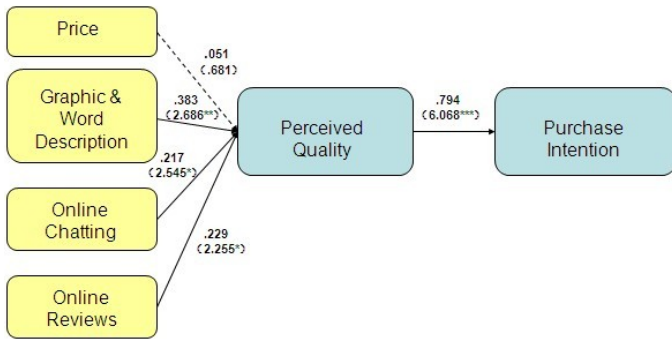 Price
.051
(.681)
Graphic &
Word
Description
.383
(2.686**)
Perceived
Quality
.794
(6.068***)
Purchase
Intention
.217
(2.545*)
Online
Chatting
.229
(2.255*)
Online
Reviews